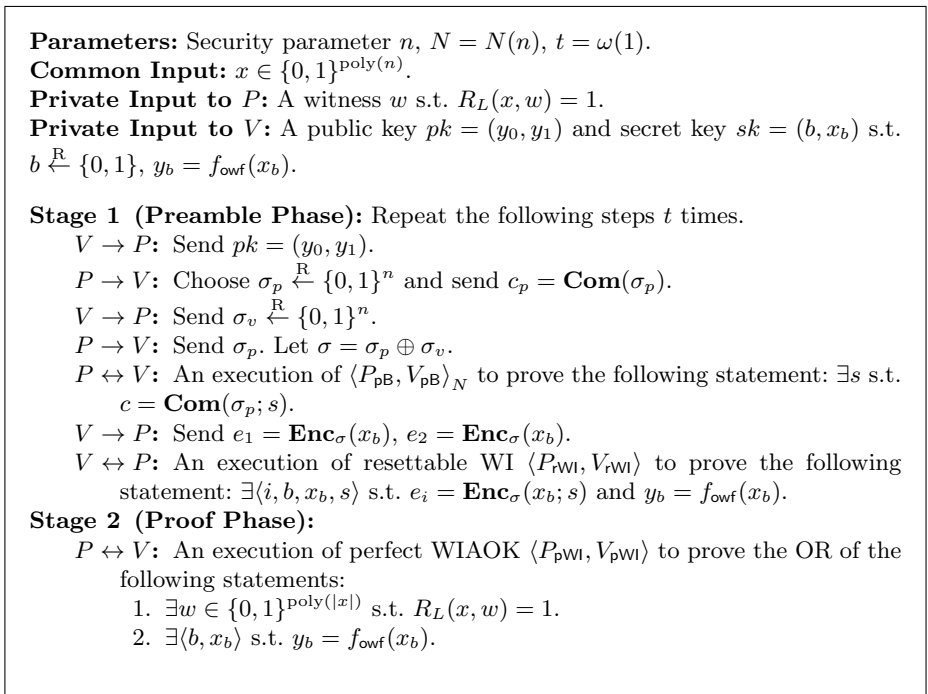 Parameters: Security parameter n, N = N(n), t = ω(1).
Common Input: x ∈ {0, 1}^poly(n).
Private Input to P: A witness w s.t. R_L(x, w) = 1.
Private Input to V: A public key pk = (y_0, y_1) and secret key sk = (b, x_b) s.t.
b ←^R {0, 1}, y_b = f_owf(x_b).
Stage 1 (Preamble Phase): Repeat the following steps t times.
V → P: Send pk = (y_0, y_1).
P → V: Choose σ_p ←^R {0, 1}^n and send c_p = Com(σ_p).
V → P: Send σ_v ←^R {0, 1}^n.
P → V: Send σ_p. Let σ = σ_p ⊕ σ_v.
P ↔ V: An execution of ⟨P_pB, V_pB⟩_N to prove the following statement: ∃s s.t.
c = Com(σ_p; s).
V → P: Send e_1 = Enc_σ(x_b), e_2 = Enc_σ(x_b).
V ↔ P: An execution of resettable WI ⟨P_rWI, V_rWI⟩ to prove the following
statement: ∃⟨i, b, x_b, s⟩ s.t. e_i = Enc_σ(x_b; s) and y_b = f_owf(x_b).
Stage 2 (Proof Phase):
P ↔ V: An execution of perfect WIAOK ⟨P_pWI, V_pWI⟩ to prove the OR of the
following statements:
1. ∃w ∈ {0, 1}^poly(|x|) s.t. R_L(x, w) = 1.
2. ∃⟨b, x_b⟩ s.t. y_b = f_owf(x_b).